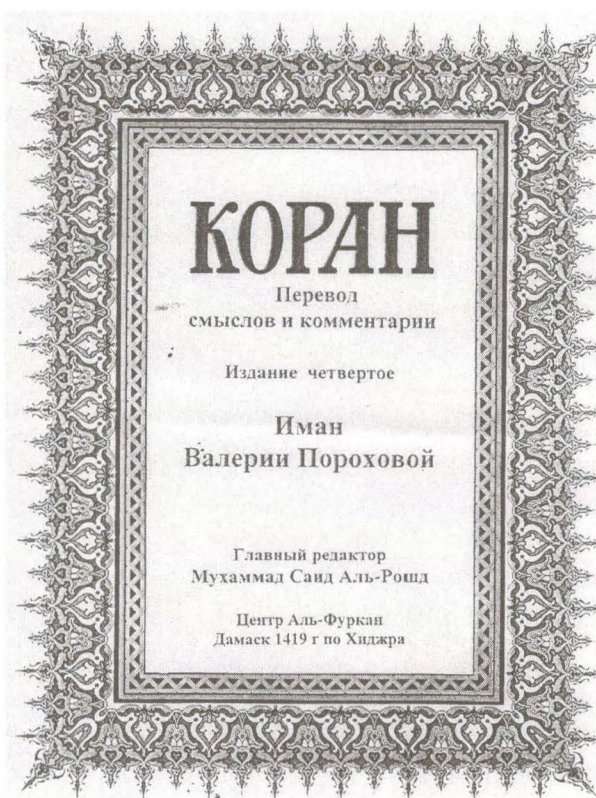 КОРАН
Перевод
смыслов и комментарии
Издание четвертое
Иман
Валерии Пороховой
Главный редактор
Мухаммад Саид Аль-Рошд
Центр Аль-Фуркан
Дамаск 1419 г по Хиджра